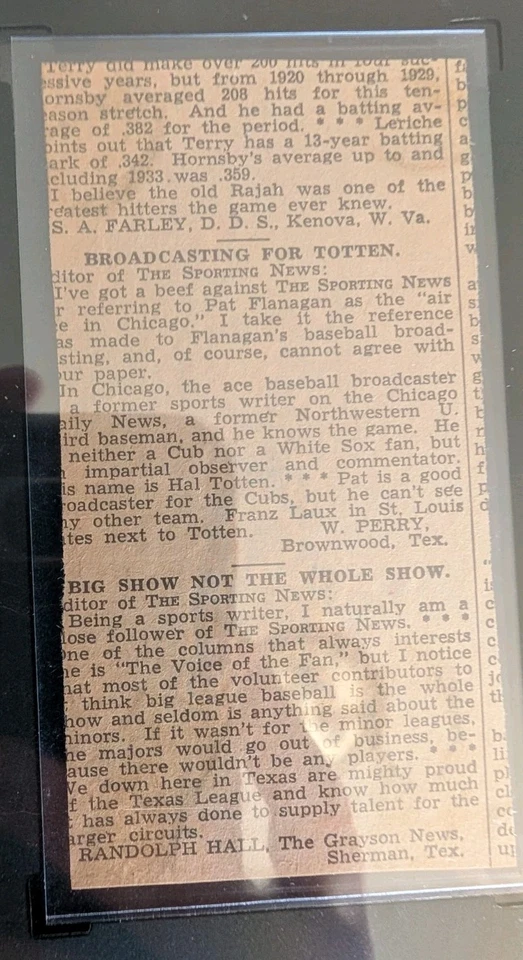 Terry did make over 200 hits in four suc-
essive years, but from 1920 through 1929,
ornsby averaged 208 hits for this ten-
eason stretch. And he had a batting av-
rage of .382 for the period. * * * Leriche
oints out that Terry has a 13-year batting
ark of .342. Hornsby's average up to and
cluding 1933 was .359.
I believe the old Rajah was one of the
reatest hitters the game ever knew.
S. A. FARLEY, D. D. S., Kenova, W. Va.
BROADCASTING FOR TOTTEN.
ditor of THE SPORTING NEWS:
I've got a beef against THE SPORTING NEWS
r referring to Pat Flanagan as the "air
e in Chicago." I take it the reference
as made to Flanagan's baseball broad-
sting, and, of course, cannot agree with
our paper.
In Chicago, the ace baseball broadcaster
a former sports writer on the Chicago
aily News, a former Northwestern U.
ird baseman, and he knows the game. He
neither a Cub nor a White Sox fan, but
impartial observer and commentator.
is name is Hal Totten. * * * Pat is a good
roadcaster for the Cubs, but he can't see
ny other team. Franz Laux in St. Louis
tes next to Totten. W. PERRY,
Brownwood, Tex.
BIG SHOW NOT THE WHOLE SHOW.
ditor of THE SPORTING NEWS:
Being a sports writer, I naturally am a
lose follower of THE SPORTING NEWS. * * *
ne of the columns that always interests
e is "The Voice of the Fan," but I notice
hat most of the volunteer contributors to
think big league baseball is the whole
how and seldom is anything said about the
inors. If it wasn't for the minor leagues,
he majors would go out of business, be-
ause there wouldn't be any players. * * *
We down here in Texas are mighty proud
f the Texas League and know how much
has always done to supply talent for the
arger circuits.
RANDOLPH HALL, The Grayson News,
Sherman, Tex.